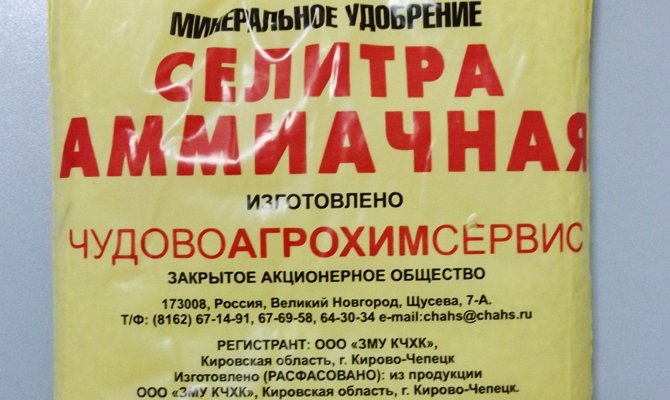 МИНЕРАЛЬНОЕ УДОБРЕНИЕ
СЕЛИТРА
АММИАЧНАЯ
ИЗГОТОВЛЕНО
ЧУДОВОАГРОХИМСЕРВИС
ЗАКРЫТОЕ АКЦИОНЕРНОЕ ОБЩЕСТВО
173008, Россия, Великий Новгород, Щусева, 7-А.
Т/Ф: (8162) 67-14-91, 67-69-58, 64-30-34 e-mail:chahs@chahs.ru
РЕГИСТРАНТ: ООО «ЗМУ КЧХК»,
Кировская область, г. Кирово-Чепецк
Изготовлено (РАСФАСОВАНО): из продукции
ООО «ЗМУ КЧХК», Кировская область, г. Кирово-Чепецк.